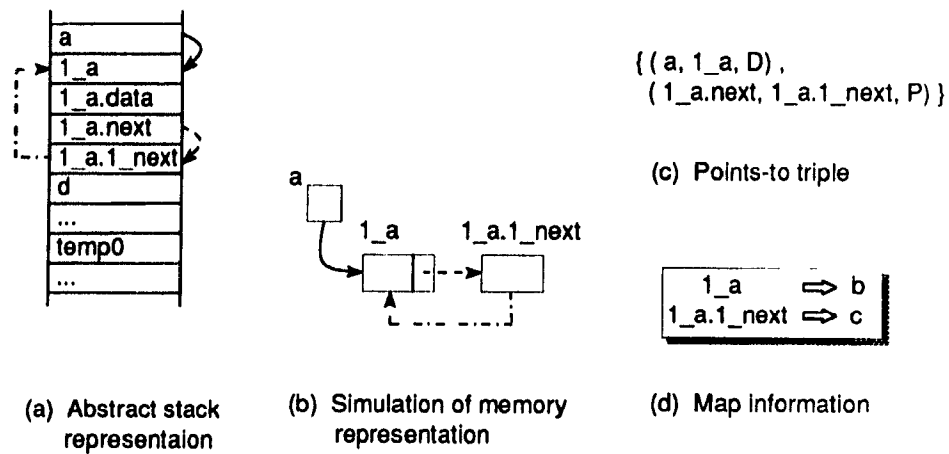 a
1_a
1_a.data
1_a.next
1_a.1_next
d
...
temp0
...
(a) Abstract stack
representaion
a
1_a
1_a.1_next
(b) Simulation of memory
representation
{ ( a, 1_a, D) ,
( 1_a.next, 1_a.1_next, P) }
(c) Points-to triple
1_a ⇨ b
1_a.1_next ⇨ c
(d) Map information